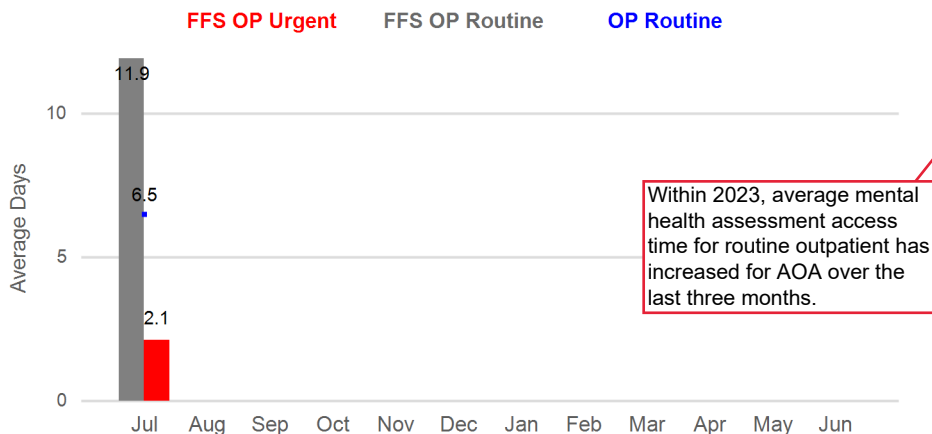 FFS OP Urgent FFS OP Routine OP Routine
11.9
10
6.5
Average Days
Within 2023, average mental
health assessment access
time for routine outpatient has
increased for AOA over the
last three months.
5
2.1
0
Jul Aug Sep Oct Nov Dec Jan Feb Mar Apr May Jun